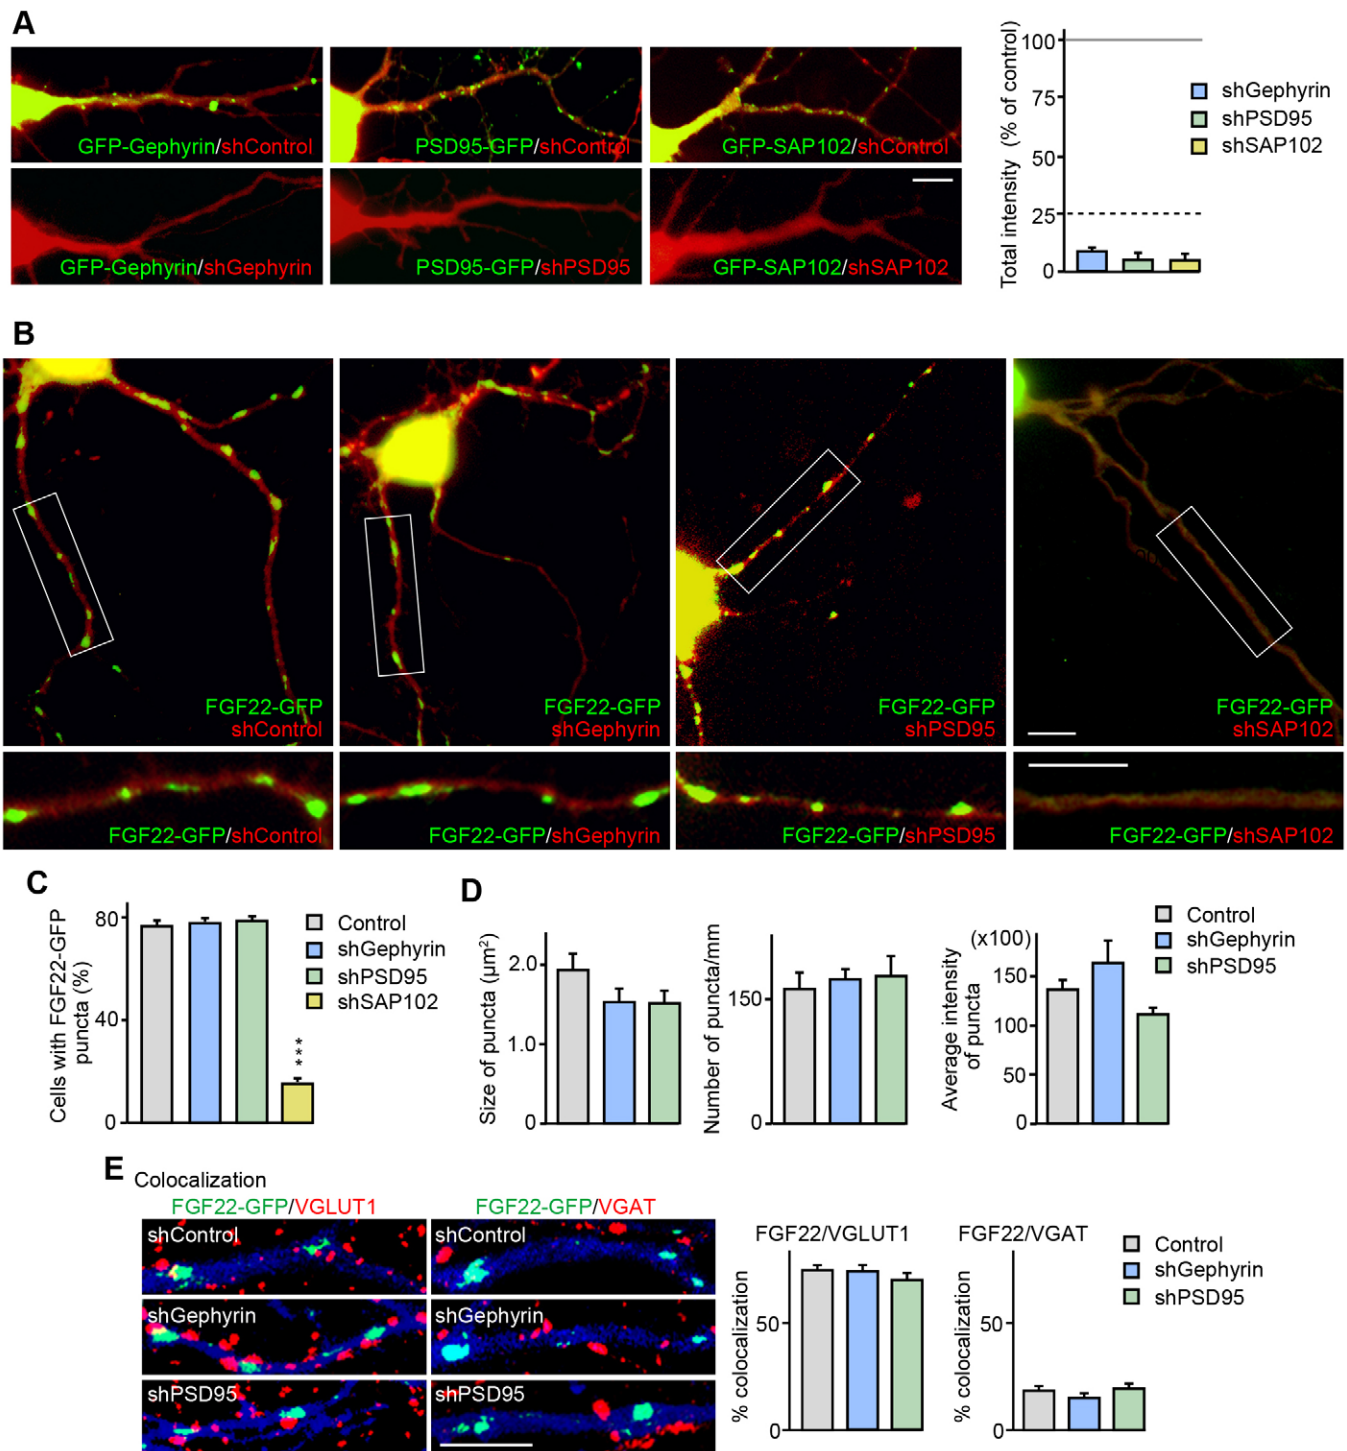 A
GFP-Gephyrin/shControl
PSD95-GFP/shControl
GFP-SAP102/shControl
GFP-Gephyrin/shGephyrin
PSD95-GFP/shPSD95
GFP-SAP102/shSAP102
Total intensity (% of control)
100
75
50
25
0
shGephyrin
shPSD95
shSAP102
B
FGF22-GFP
shControl
FGF22-GFP
shGephyrin
FGF22-GFP
shPSD95
FGF22-GFP
shSAP102
FGF22-GFP/shControl
FGF22-GFP/shGephyrin
FGF22-GFP/shPSD95
FGF22-GFP/shSAP102
C
Cells with FGF22-GFP
puncta (%)
80
40
0
***
Control
shGephyrin
shPSD95
shSAP102
D
Size of puncta (µm²)
2.0
1.0
0
Number of puncta/mm
150
0
Average intensity
of puncta
(x100)
150
100
50
0
Control
shGephyrin
shPSD95
E
Colocalization
FGF22-GFP/VGLUT1
FGF22-GFP/VGAT
shControl
shControl
shGephyrin
shGephyrin
shPSD95
shPSD95
FGF22/VGLUT1
% colocalization
50
0
FGF22/VGAT
% colocalization
50
0
Control
shGephyrin
shPSD95